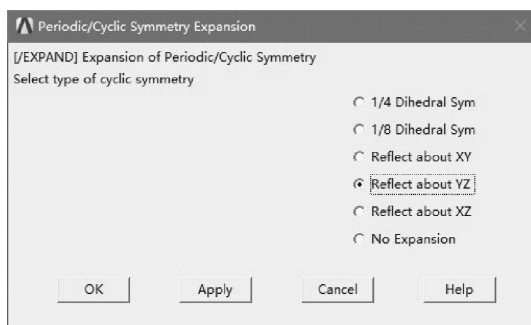 Periodic/Cyclic Symmetry Expansion
[/EXPAND] Expansion of Periodic/Cyclic Symmetry
Select type of cyclic symmetry
1/4 Dihedral Sym
1/8 Dihedral Sym
Reflect about XY
Reflect about YZ
Reflect about XZ
No Expansion
OK Apply Cancel Help